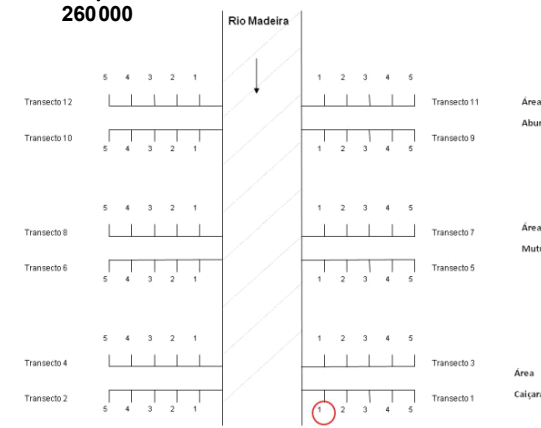 260 000
Rio Madeira
5 4 3 2 1 1 2 3 4 5
Transecto 12 Transecto 11 Área
Transecto 10 Transecto 9
5 4 3 2 1 1 2 3 4 5
5 4 3 2 1 1 2 3 4 5
Transecto 8 Transecto 7 Área
Transecto 6 Transecto 5
5 4 3 2 1 1 2 3 4 5
5 4 3 2 1 1 2 3 4 5
Transecto 4 Transecto 3 Área
Transecto 2 Transecto 1
5 4 3 2 1 1 2 3 4 5